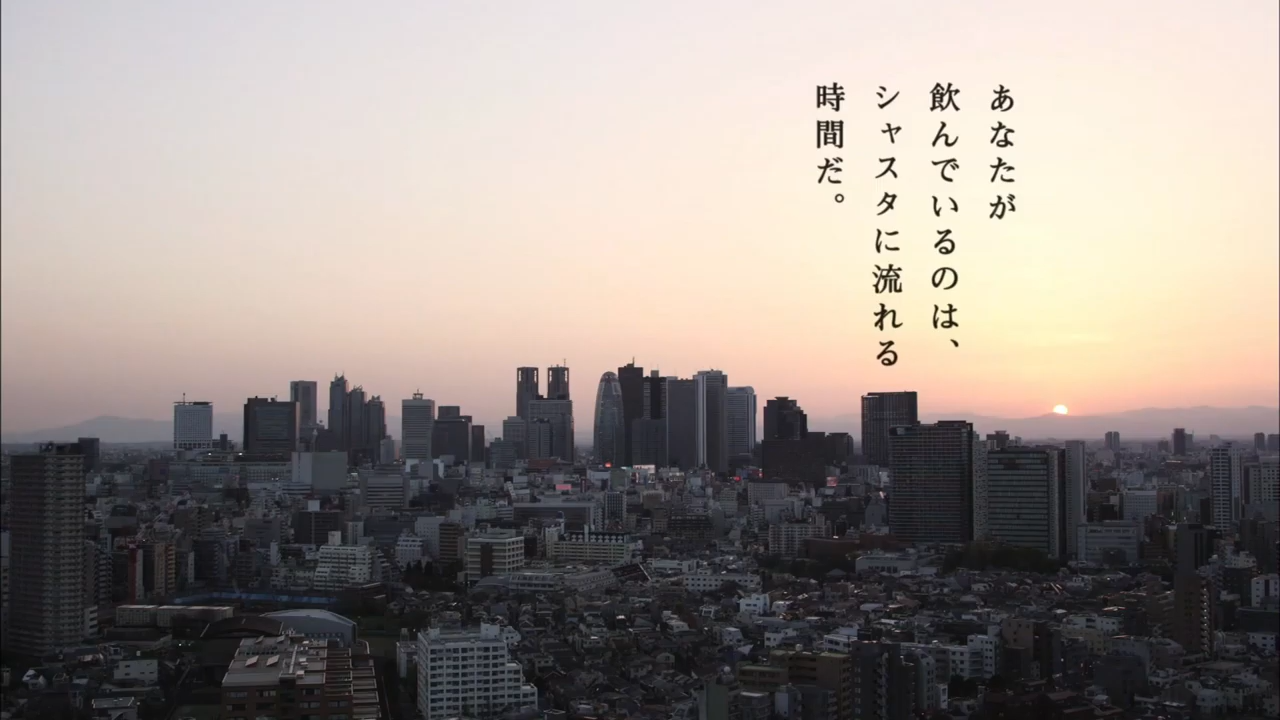 あなたが
飲んでいるのは、
シャスタに流れる
時間だ。